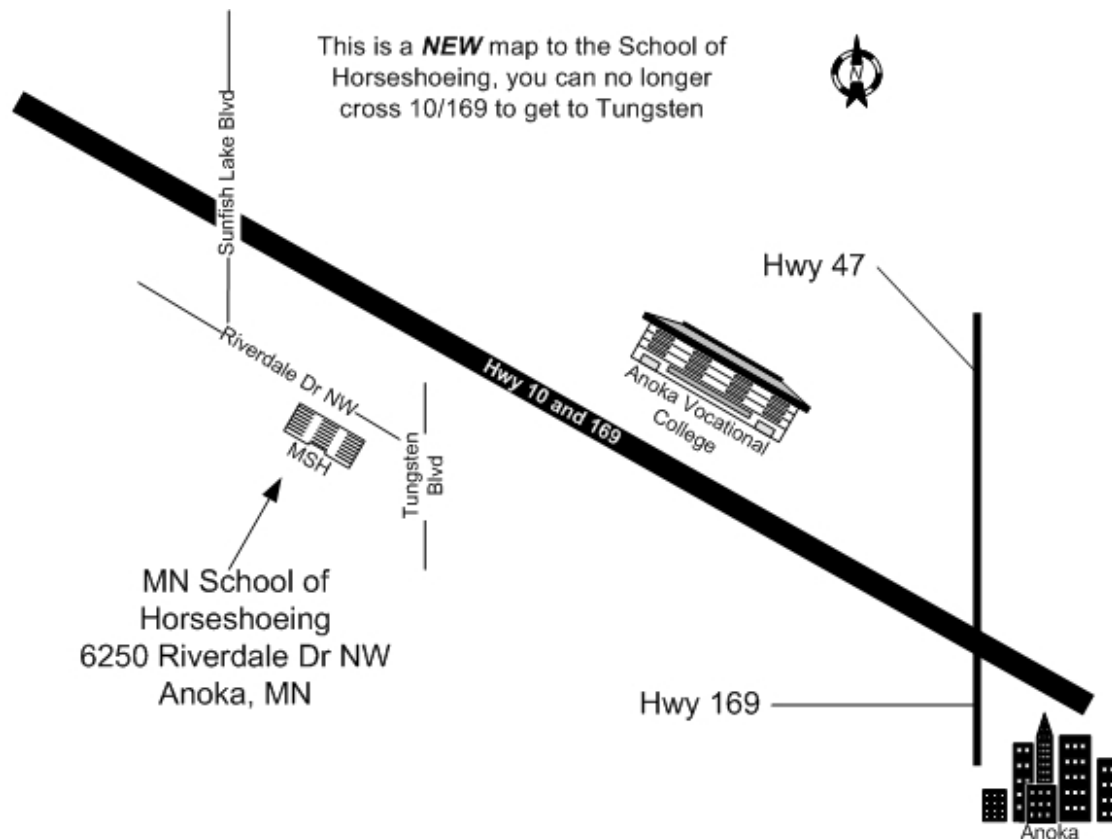 This is a NEW map to the School of
Horseshoeing, you can no longer
cross 10/169 to get to Tungsten
N
Sunfish Lake Blvd
Hwy 47
Riverdale Dr NW
Hwy 10 and 169
Anoka Vocational
College
MSH
Tungsten
Blvd
MN School of
Horseshoeing
6250 Riverdale Dr NW
Anoka, MN
Hwy 169
Anoka